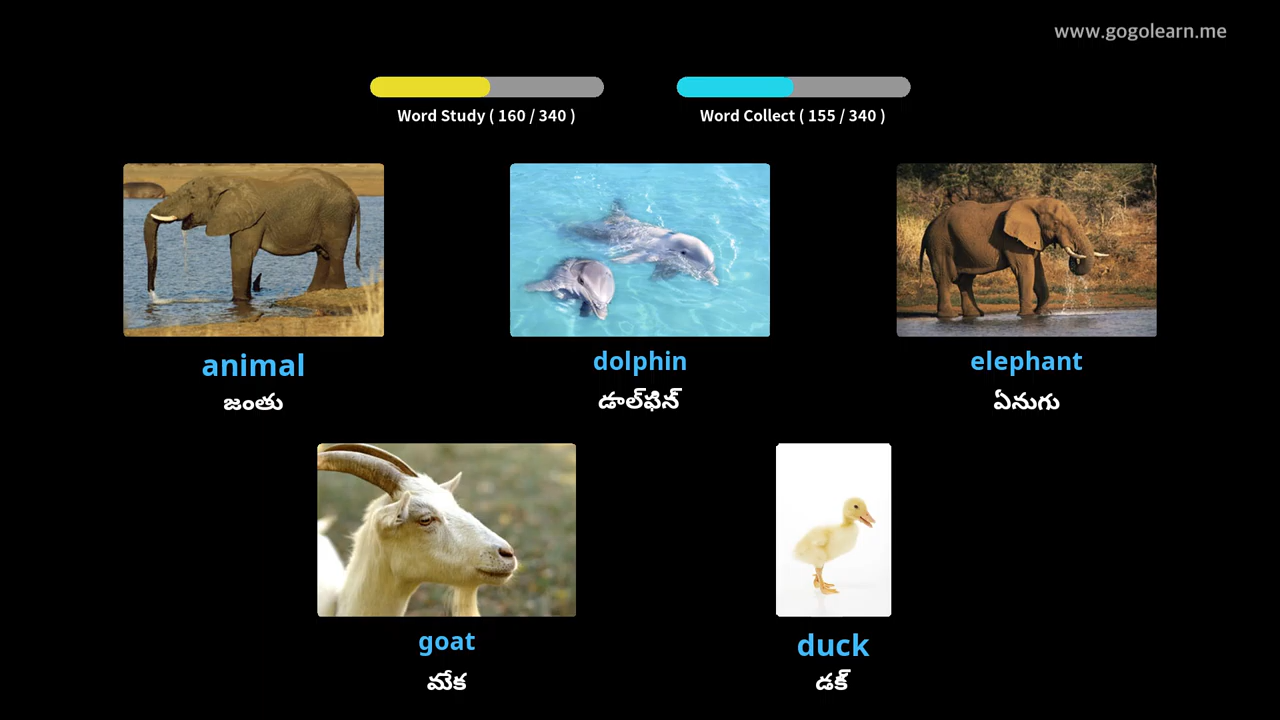 www.gogolearn.me
Word Study ( 160 / 340 )
Word Collect ( 155 / 340 )
animal
జంతు
dolphin
డాల్‌ఫిన్
elephant
ఏనుగు
goat
మేక
duck
డక్